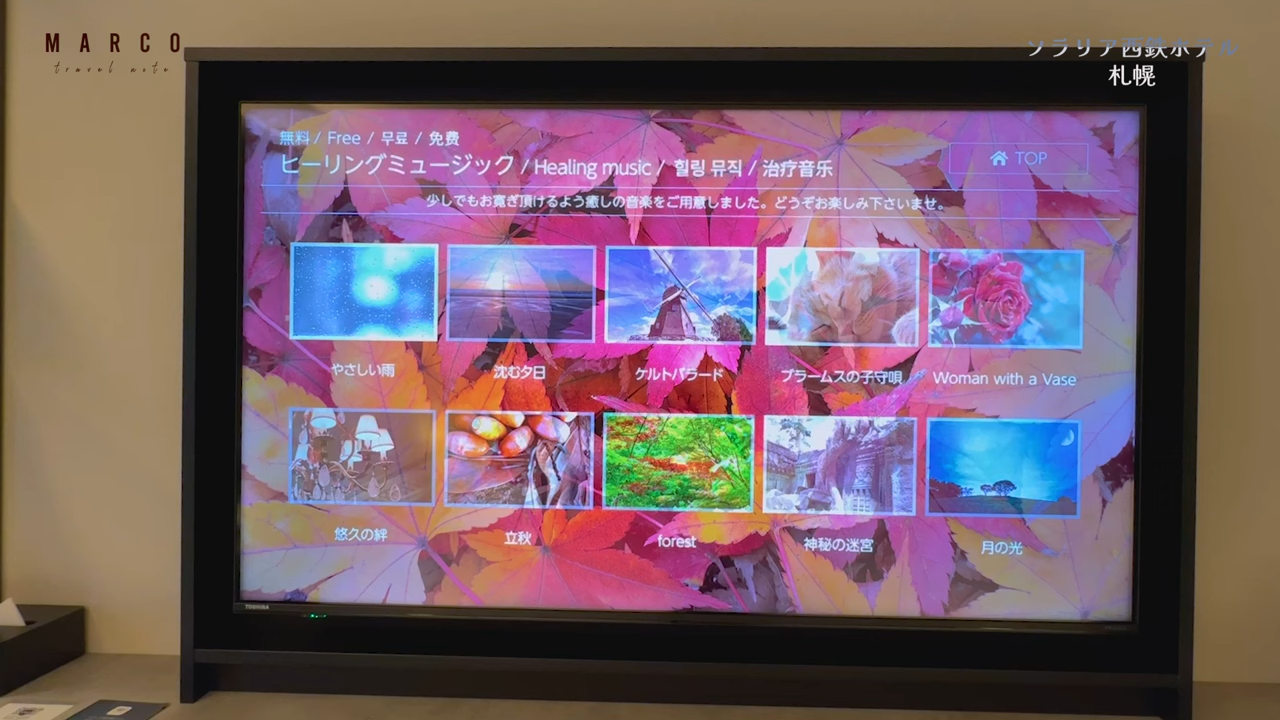 MARCO
travel note
ソラリア西鉄ホテル
札幌
無料 / Free / 무료 / 免费
ヒーリングミュージック / Healing music / 힐링 뮤직 / 治疗音乐
TOP
少しでもお寛ぎ頂けるよう癒しの音楽をご用意しました。どうぞお楽しみ下さいませ。
やさしい雨
沈む夕日
ケルトバラード
ブラームスの子守唄
Woman with a Vase
悠久の絆
立秋
forest
神秘の迷宮
月の光
TOSHIBA